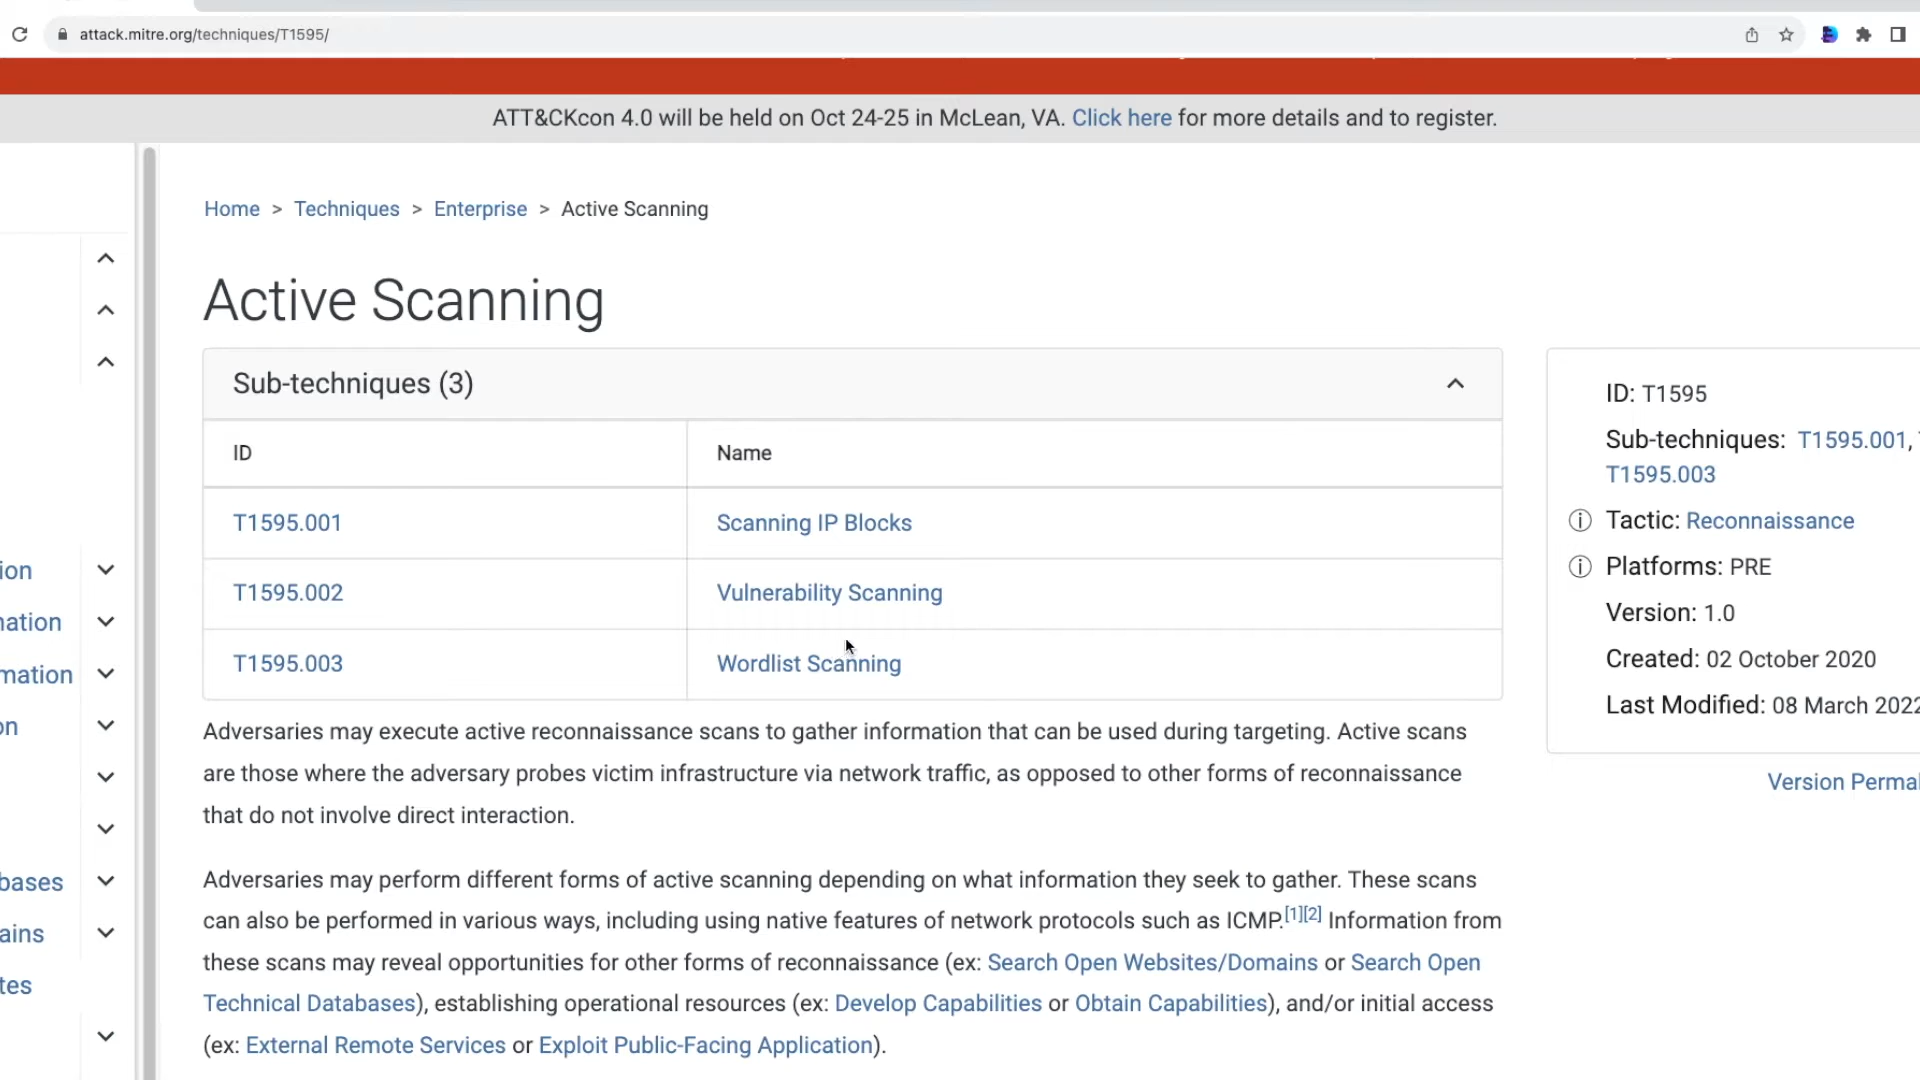 attack.mitre.org/techniques/T1595/
ATT&CKcon 4.0 will be held on Oct 24-25 in McLean, VA. Click here for more details and to register.
Home > Techniques > Enterprise > Active Scanning
Active Scanning
Sub-techniques (3)
ID Name
T1595.001 Scanning IP Blocks
T1595.002 Vulnerability Scanning
T1595.003 Wordlist Scanning
Adversaries may execute active reconnaissance scans to gather information that can be used during targeting. Active scans
are those where the adversary probes victim infrastructure via network traffic, as opposed to other forms of reconnaissance
that do not involve direct interaction.
Adversaries may perform different forms of active scanning depending on what information they seek to gather. These scans
can also be performed in various ways, including using native features of network protocols such as ICMP.[1][2] Information from
these scans may reveal opportunities for other forms of reconnaissance (ex: Search Open Websites/Domains or Search Open
Technical Databases), establishing operational resources (ex: Develop Capabilities or Obtain Capabilities), and/or initial access
(ex: External Remote Services or Exploit Public-Facing Application).
ID: T1595
Sub-techniques: T1595.001,
T1595.003
Tactic: Reconnaissance
Platforms: PRE
Version: 1.0
Created: 02 October 2020
Last Modified: 08 March 2022
Version Permal
ion
nation
mation
on
bases
ains
tes